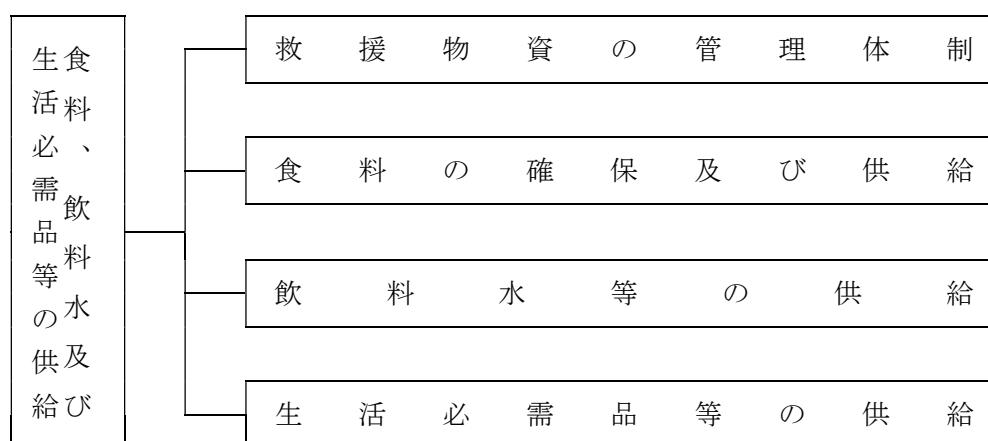 食料、飲料水及び
生活必需品等の供給
救援物資の管理体制
食料の確保及び供給
飲料水等の供給
生活必需品等の供給